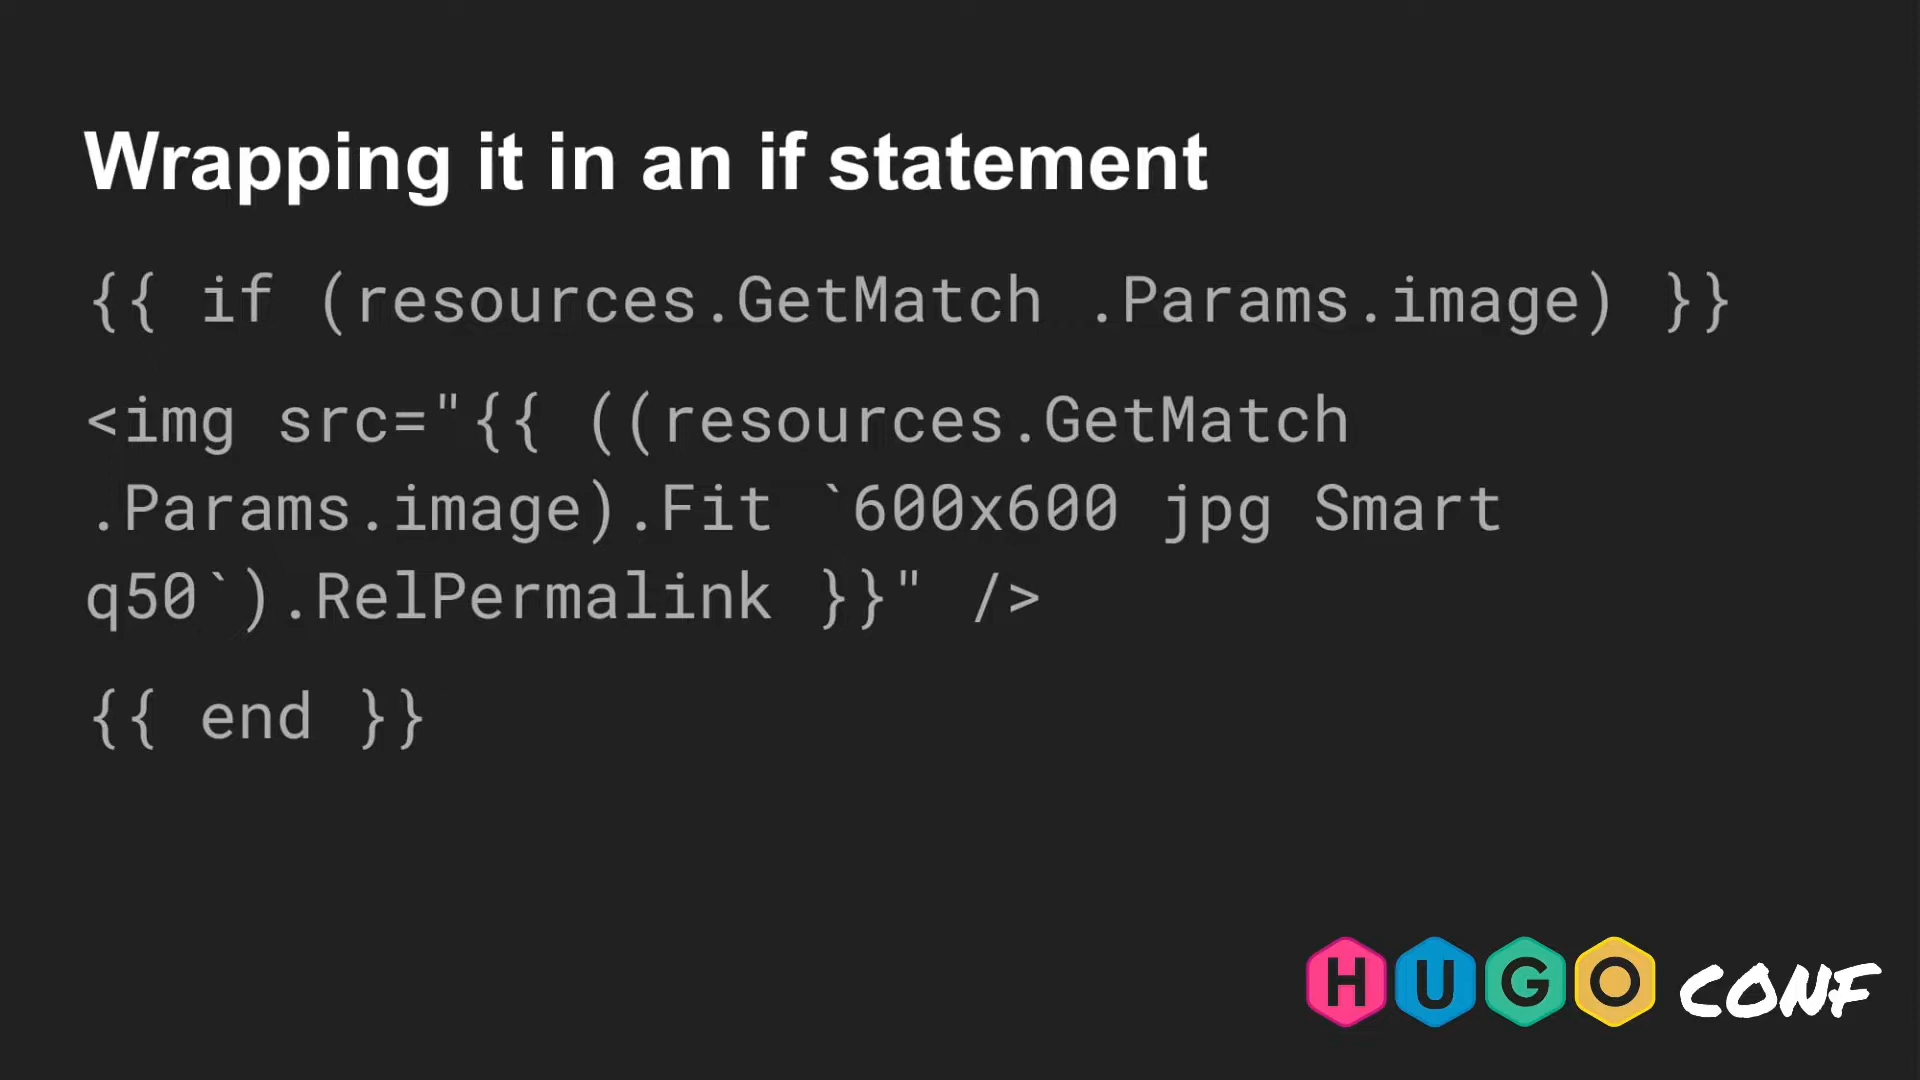 Wrapping it in an if statement
{{ if (resources.GetMatch .Params.image) }}
<img src="{{ ((resources.GetMatch
.Params.image).Fit `600x600 jpg Smart
q50`).RelPermalink }}" />
{{ end }}
HUGO CONF